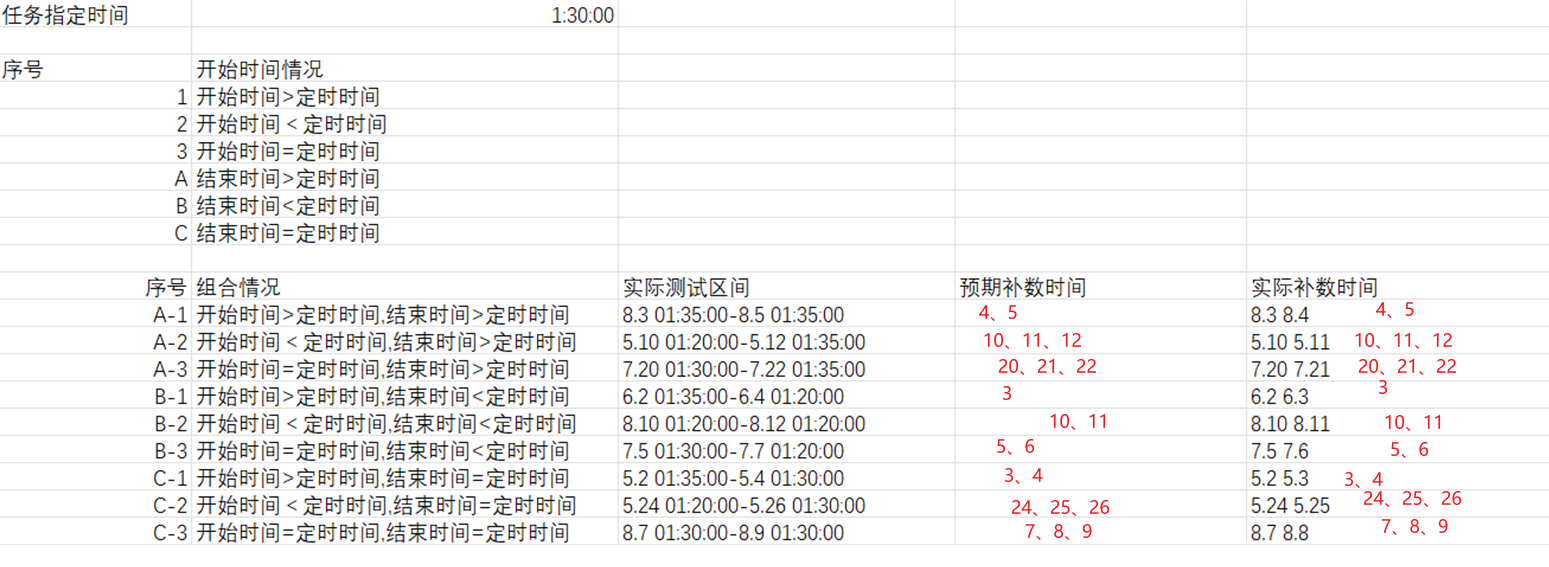 任务指定时间 1:30:00
序号 开始时间情况
1 开始时间>定时时间
2 开始时间 < 定时时间
3 开始时间=定时时间
A 结束时间>定时时间
B 结束时间<定时时间
C 结束时间=定时时间
序号 组合情况 实际测试区间 预期补数时间 实际补数时间
A-1 开始时间>定时时间,结束时间>定时时间 8.3 01:35:00-8.5 01:35:00 4、5 8.3 8.4 4、5
A-2 开始时间 < 定时时间,结束时间>定时时间 5.10 01:20:00-5.12 01:35:00 10、11、12 5.10 5.11 10、11、12
A-3 开始时间=定时时间,结束时间>定时时间 7.20 01:30:00-7.22 01:35:00 20、21、22 7.20 7.21 20、21、22
B-1 开始时间>定时时间,结束时间<定时时间 6.2 01:35:00-6.4 01:20:00 3 6.2 6.3 3
B-2 开始时间 < 定时时间,结束时间<定时时间 8.10 01:20:00-8.12 01:20:00 10、11 8.10 8.11 10、11
B-3 开始时间=定时时间,结束时间<定时时间 7.5 01:30:00-7.7 01:20:00 5、6 7.5 7.6 5、6
C-1 开始时间>定时时间,结束时间=定时时间 5.2 01:35:00-5.4 01:30:00 3、4 5.2 5.3 3、4
C-2 开始时间 < 定时时间,结束时间=定时时间 5.24 01:20:00-5.26 01:30:00 24、25、26 5.24 5.25 24、25、26
C-3 开始时间=定时时间,结束时间=定时时间 8.7 01:30:00-8.9 01:30:00 7、8、9 8.7 8.8 7、8、9